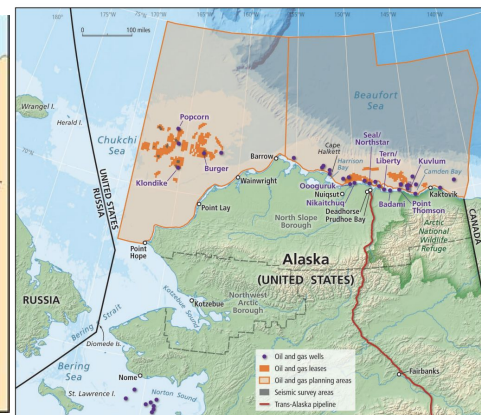 180°
170°W
160°W
150°W
140°W
0 100 miles
Wrangel I.
Herald I.
Chukchi
Sea
Beaufort
Sea
70°N
UNITED STATES
RUSSIA
Popcorn
Burger
Klondike
Barrow
Wainwright
Point Lay
Point
Hope
Cape
Halkett
Harrison
Bay
Seal/
Northstar
Tern/
Liberty
Kuvlum
Camden Bay
Oooguruk
Nuiqsut
Nikaitchuq
Deadhorse
Prudhoe Bay
Badami
Point
Thomson
Kaktovik
North Slope
Borough
Arctic
National
Wildlife
Refuge
CANADA
Alaska
(UNITED STATES)
RUSSIA
Kotzebue Sound
Kotzebue
Northwest
Arctic
Borough
Bering Strait
Diomede Is.
Bering
Sea
Nome
St. Lawrence I.
Norton Sound
Fairbanks
Oil and gas wells
Oil and gas leases
Oil and gas planning areas
Seismic survey areas
Trans-Alaska pipeline